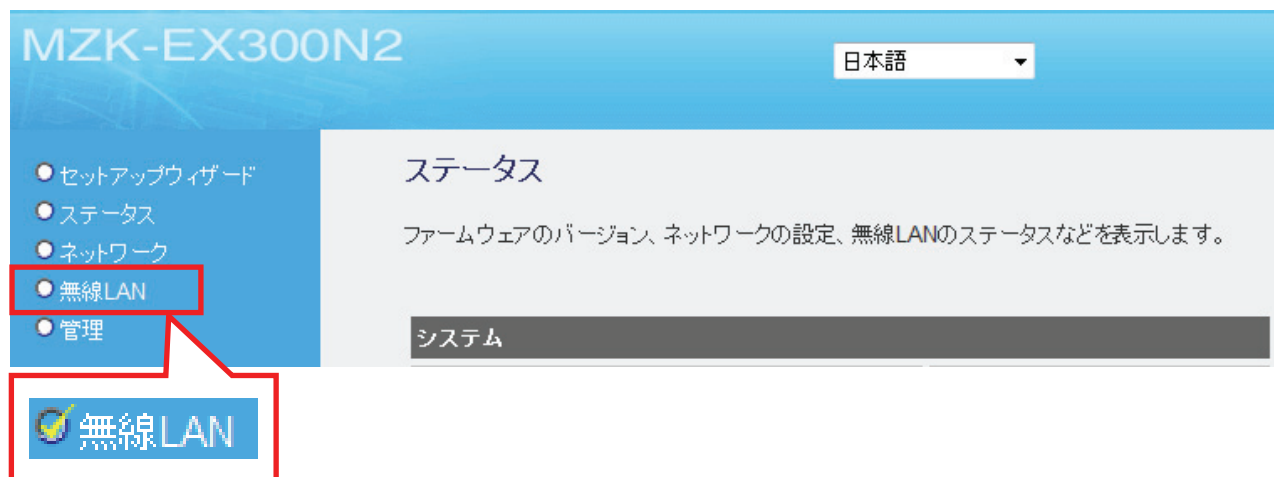 MZK-EX300N2
日本語
セットアップウィザード
ステータス
ネットワーク
無線LAN
管理
無線LAN
ステータス
ファームウェアのバージョン、ネットワークの設定、無線LANのステータスなどを表示します。
システム